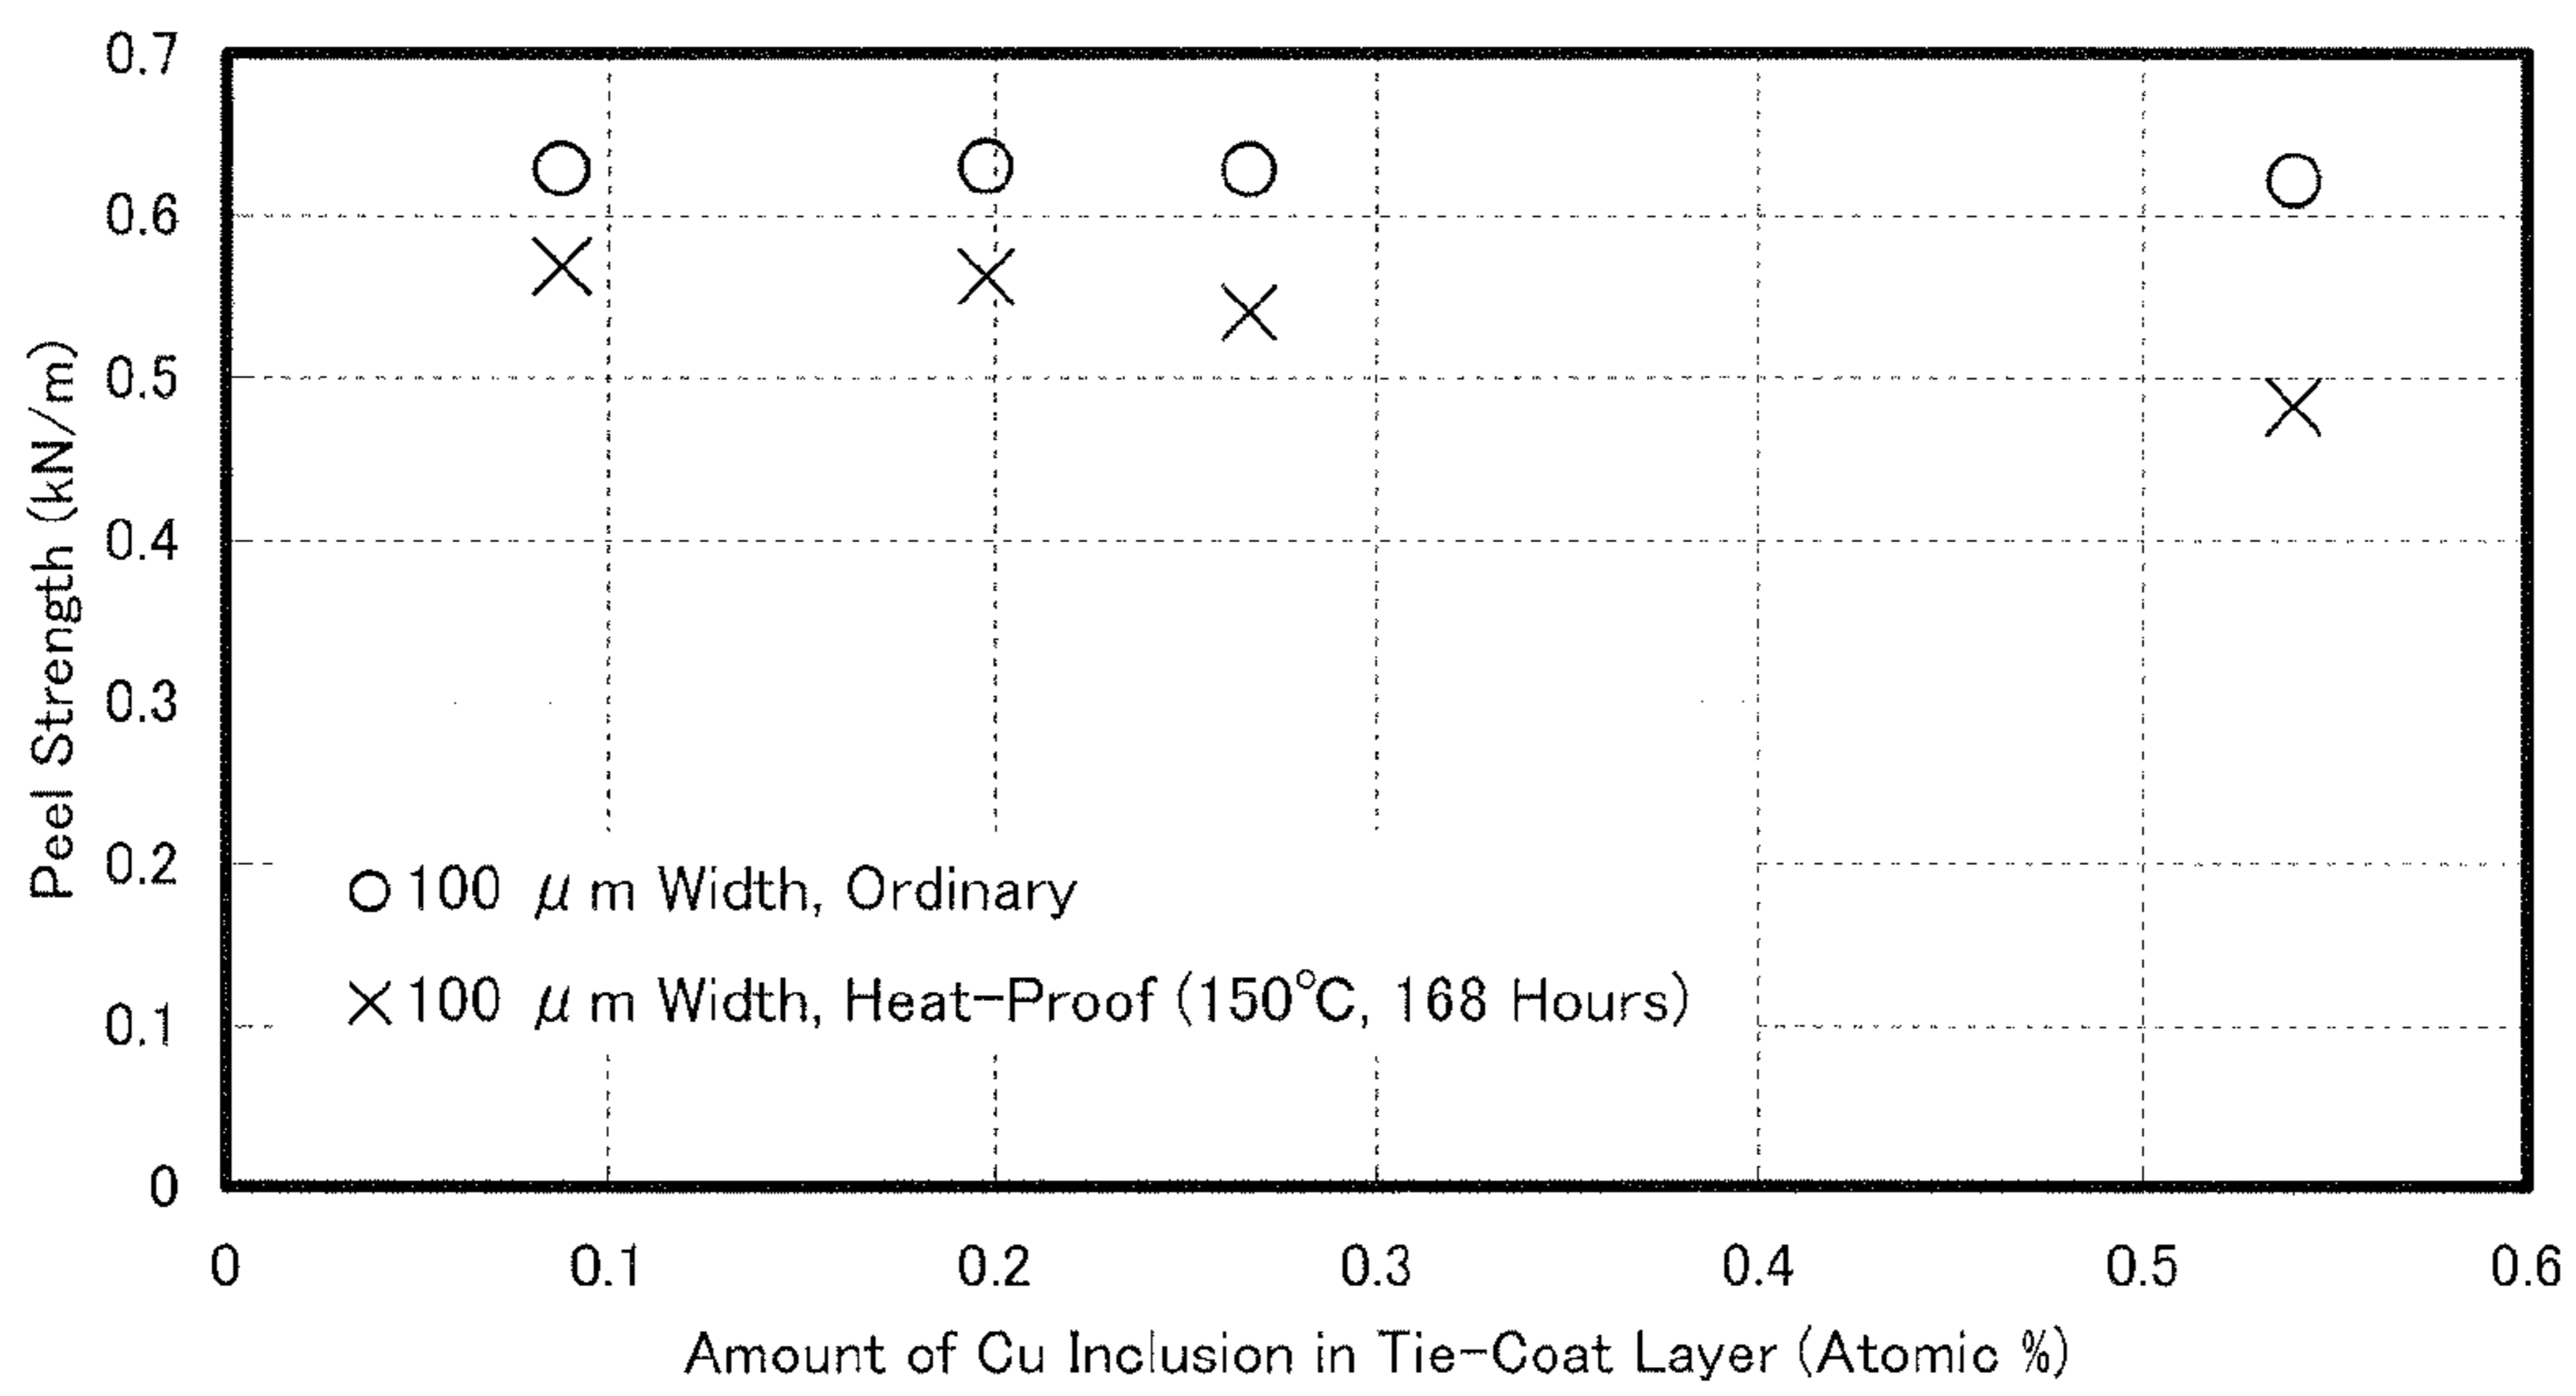 Peel Strength (kN/m)
0.7
0.6
0.5
0.4
0.3
0.2
0.1
0
○ 100 μm Width, Ordinary
× 100 μm Width, Heat-Proof (150℃, 168 Hours)
0 0.1 0.2 0.3 0.4 0.5 0.6
Amount of Cu Inclusion in Tie-Coat Layer (Atomic %)